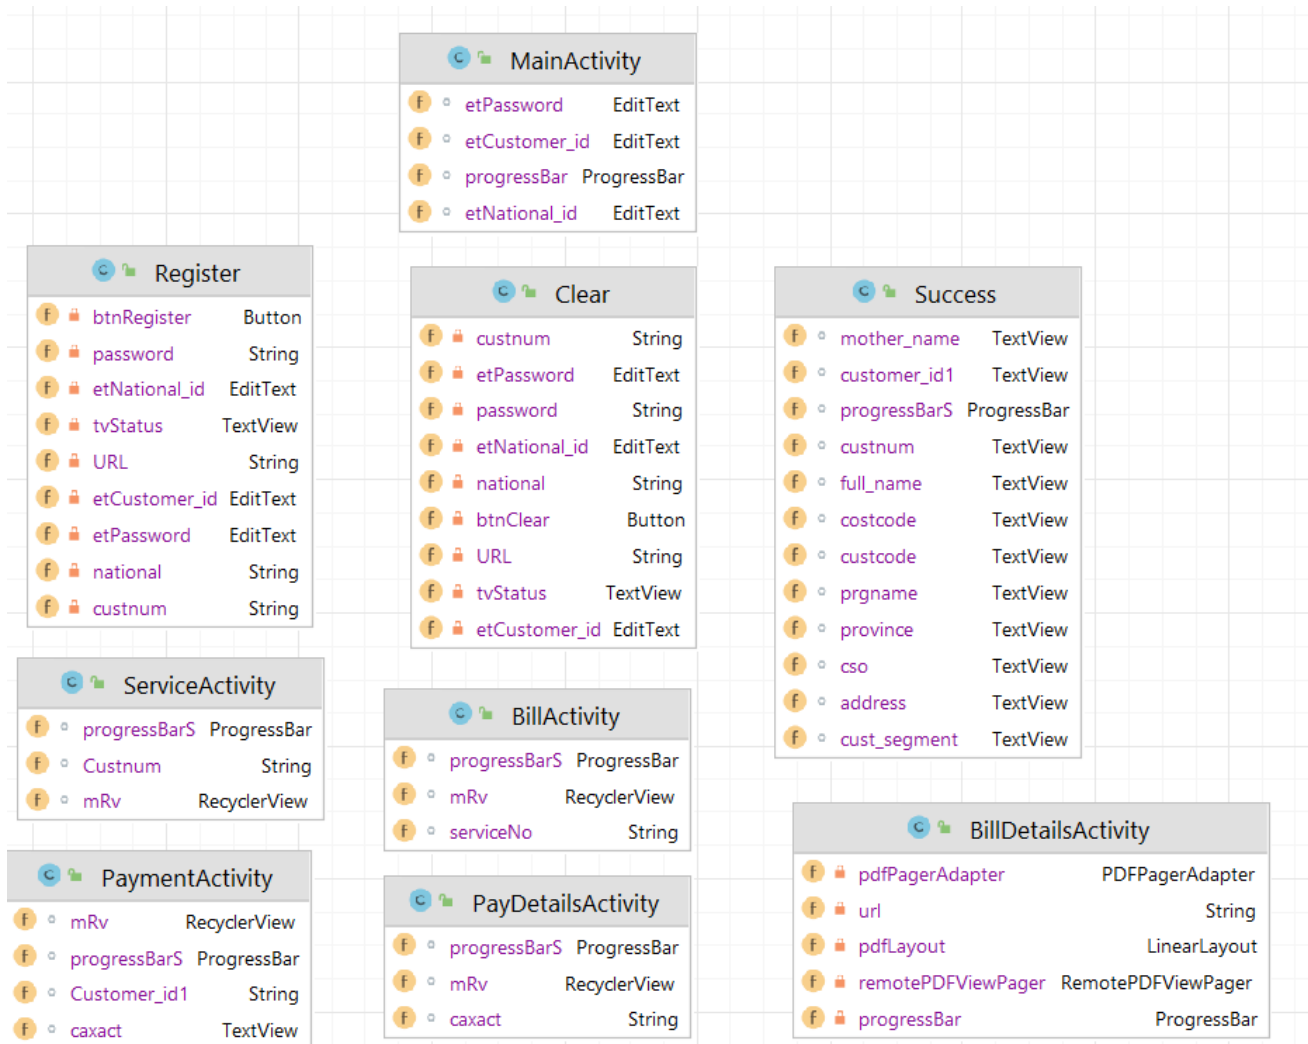 MainActivity
etPassword EditText
etCustomer_id EditText
progressBar ProgressBar
etNational_id EditText
Register
btnRegister Button
password String
etNational_id EditText
tvStatus TextView
URL String
etCustomer_id EditText
etPassword EditText
national String
custnum String
Clear
custnum String
etPassword EditText
password String
etNational_id EditText
national String
btnClear Button
URL String
tvStatus TextView
etCustomer_id EditText
Success
mother_name TextView
customer_id1 TextView
progressBarS ProgressBar
custnum TextView
full_name TextView
costcode TextView
custcode TextView
prgname TextView
province TextView
cso TextView
address TextView
cust_segment TextView
ServiceActivity
progressBarS ProgressBar
Custnum String
mRv RecyclerView
BillActivity
progressBarS ProgressBar
mRv RecyclerView
serviceNo String
BillDetailsActivity
pdfPagerAdapter PDFPagerAdapter
url String
pdfLayout LinearLayout
remotePDFViewPager RemotePDFViewPager
progressBar ProgressBar
PaymentActivity
mRv RecyclerView
progressBarS ProgressBar
Customer_id1 String
caxact TextView
PayDetailsActivity
progressBarS ProgressBar
mRv RecyclerView
caxact String